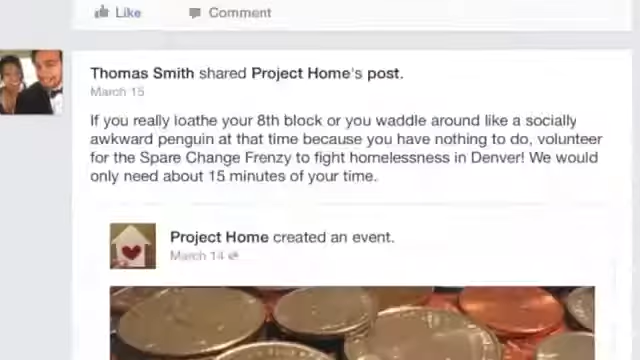 Like Comment
Thomas Smith shared Project Home's post.
March 15
If you really loathe your 8th block or you waddle around like a socially
awkward penguin at that time because you have nothing to do, volunteer
for the Spare Change Frenzy to fight homelessness in Denver! We would
only need about 15 minutes of your time.
Project Home created an event.
March 14